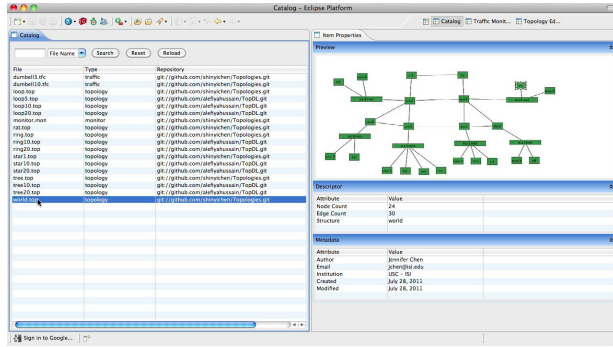 Catalog - Eclipse Platform
Catalog Traffic Monit... Topology Ed...
Catalog
File Name Search Reset Reload
File Type Repository
dumbell3.tfc traffic git://github.com/shinyichen/Topologies.git
dumbell10.tfc traffic git://github.com/shinyichen/Topologies.git
loop.top topology git://github.com/shinyichen/Topologies.git
loop5.top topology git://github.com/alefiyahussain/TopDL.git
loop10.top topology git://github.com/alefiyahussain/TopDL.git
loop20.top topology git://github.com/alefiyahussain/TopDL.git
monitor.mon monitor git://github.com/shinyichen/Topologies.git
rat.top topology git://github.com/shinyichen/Topologies.git
ring.top topology git://github.com/shinyichen/Topologies.git
ring10.top topology git://github.com/alefiyahussain/TopDL.git
ring20.top topology git://github.com/alefiyahussain/TopDL.git
star1.top topology git://github.com/shinyichen/Topologies.git
star10.top topology git://github.com/alefiyahussain/TopDL.git
star20.top topology git://github.com/alefiyahussain/TopDL.git
tree.top topology git://github.com/shinyichen/Topologies.git
tree10.top topology git://github.com/alefiyahussain/TopDL.git
tree20.top topology git://github.com/alefiyahussain/TopDL.git
world.top topology git://github.com/shinyichen/Topologies.git
Sign in to Google...
Item Properties
Preview
Descriptor
Attribute Value
Node Count 24
Edge Count 30
Structure world
Metadata
Attribute Value
Author Jennifer Chen
Email jchen@isi.edu
Institution USC - ISI
Created July 28, 2011
Modified July 28, 2011